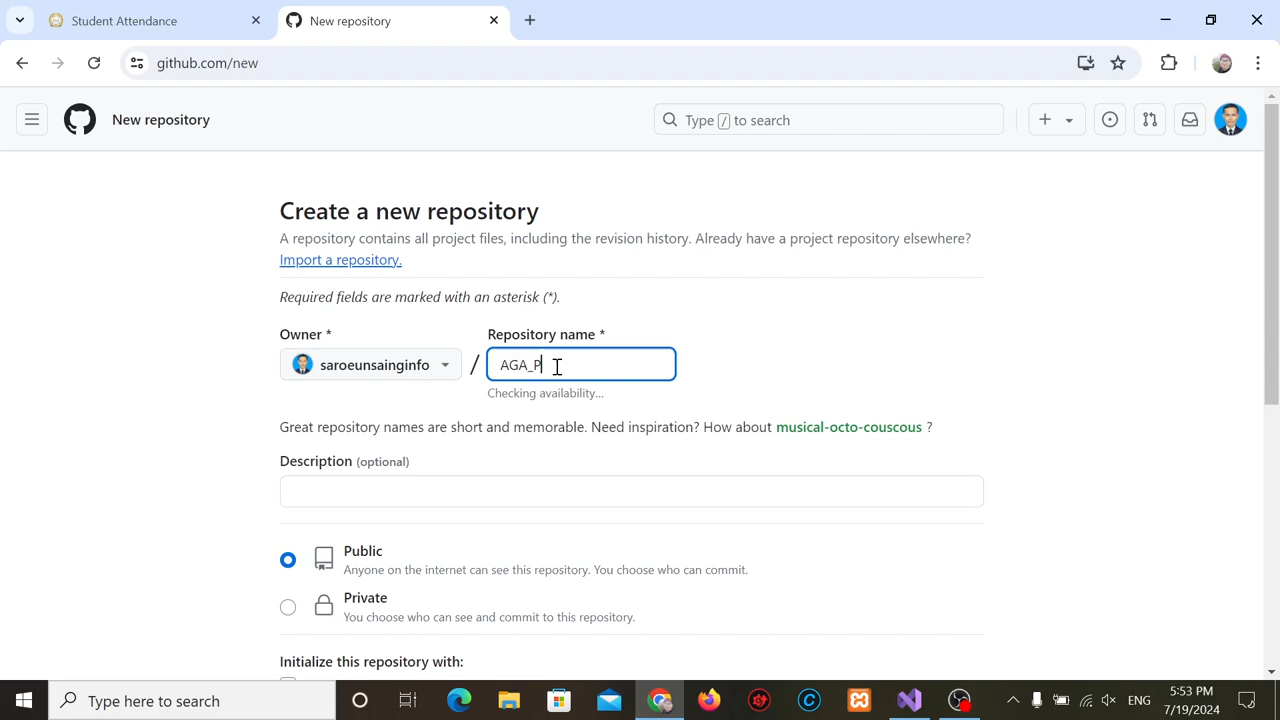 Student Attendance
New repository
github.com/new
New repository
Type / to search
Create a new repository
A repository contains all project files, including the revision history. Already have a project repository elsewhere?
Import a repository.
Required fields are marked with an asterisk (*).
Owner *
Repository name *
saroeunsainginfo
/
AGA_P
Checking availability...
Great repository names are short and memorable. Need inspiration? How about musical-octo-couscous ?
Description (optional)
Public
Anyone on the internet can see this repository. You choose who can commit.
Private
You choose who can see and commit to this repository.
Initialize this repository with:
Type here to search
ENG
5:53 PM
7/19/2024